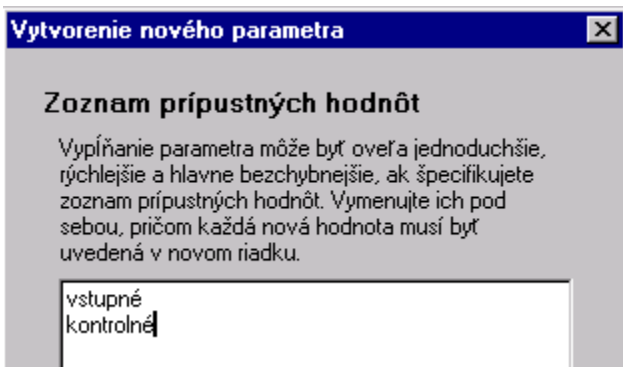 Vytvorenie nového parametra
Zoznam prípustných hodnôt
Vypĺňanie parametra môže byť oveľa jednoduchšie,
rýchlejšie a hlavne bezchybnejšie, ak špecifikujete
zoznam prípustných hodnôt. Vymenujte ich pod
sebou, pričom každá nová hodnota musí byť
uvedená v novom riadku.
vstupné
kontrolné